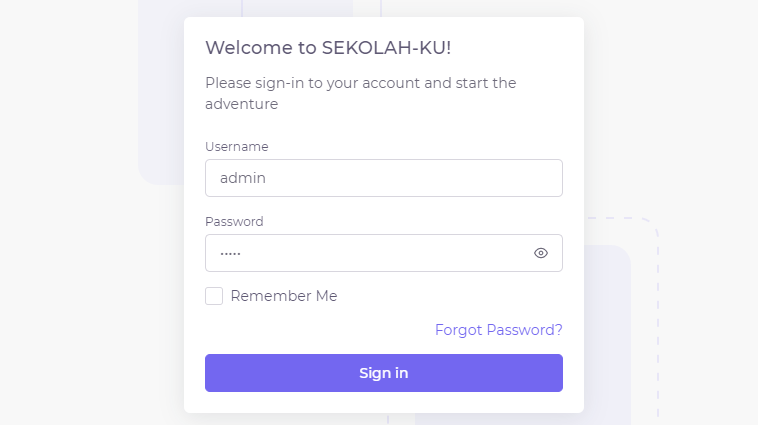 Welcome to SEKOLAH-KU!
Please sign-in to your account and start the
adventure
Username
admin
Password
•••••
Remember Me
Forgot Password?
Sign in